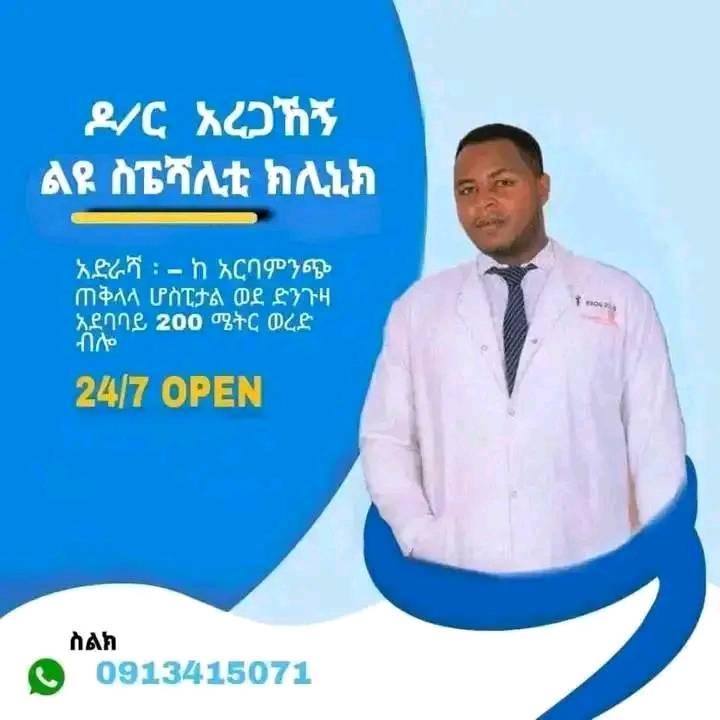 ዶ/ር አረጋኸኝ
ልዩ ስፔሻሊቲ ክሊኒክ
አድራሻ ፡ – ከ አርባምንጭ
ጠቅላላ ሆስፒታል ወደ ድንጉዛ
አደባባይ 200 ሜትር ወረድ
ብሎ
24/7 OPEN
ስልክ
0913415071